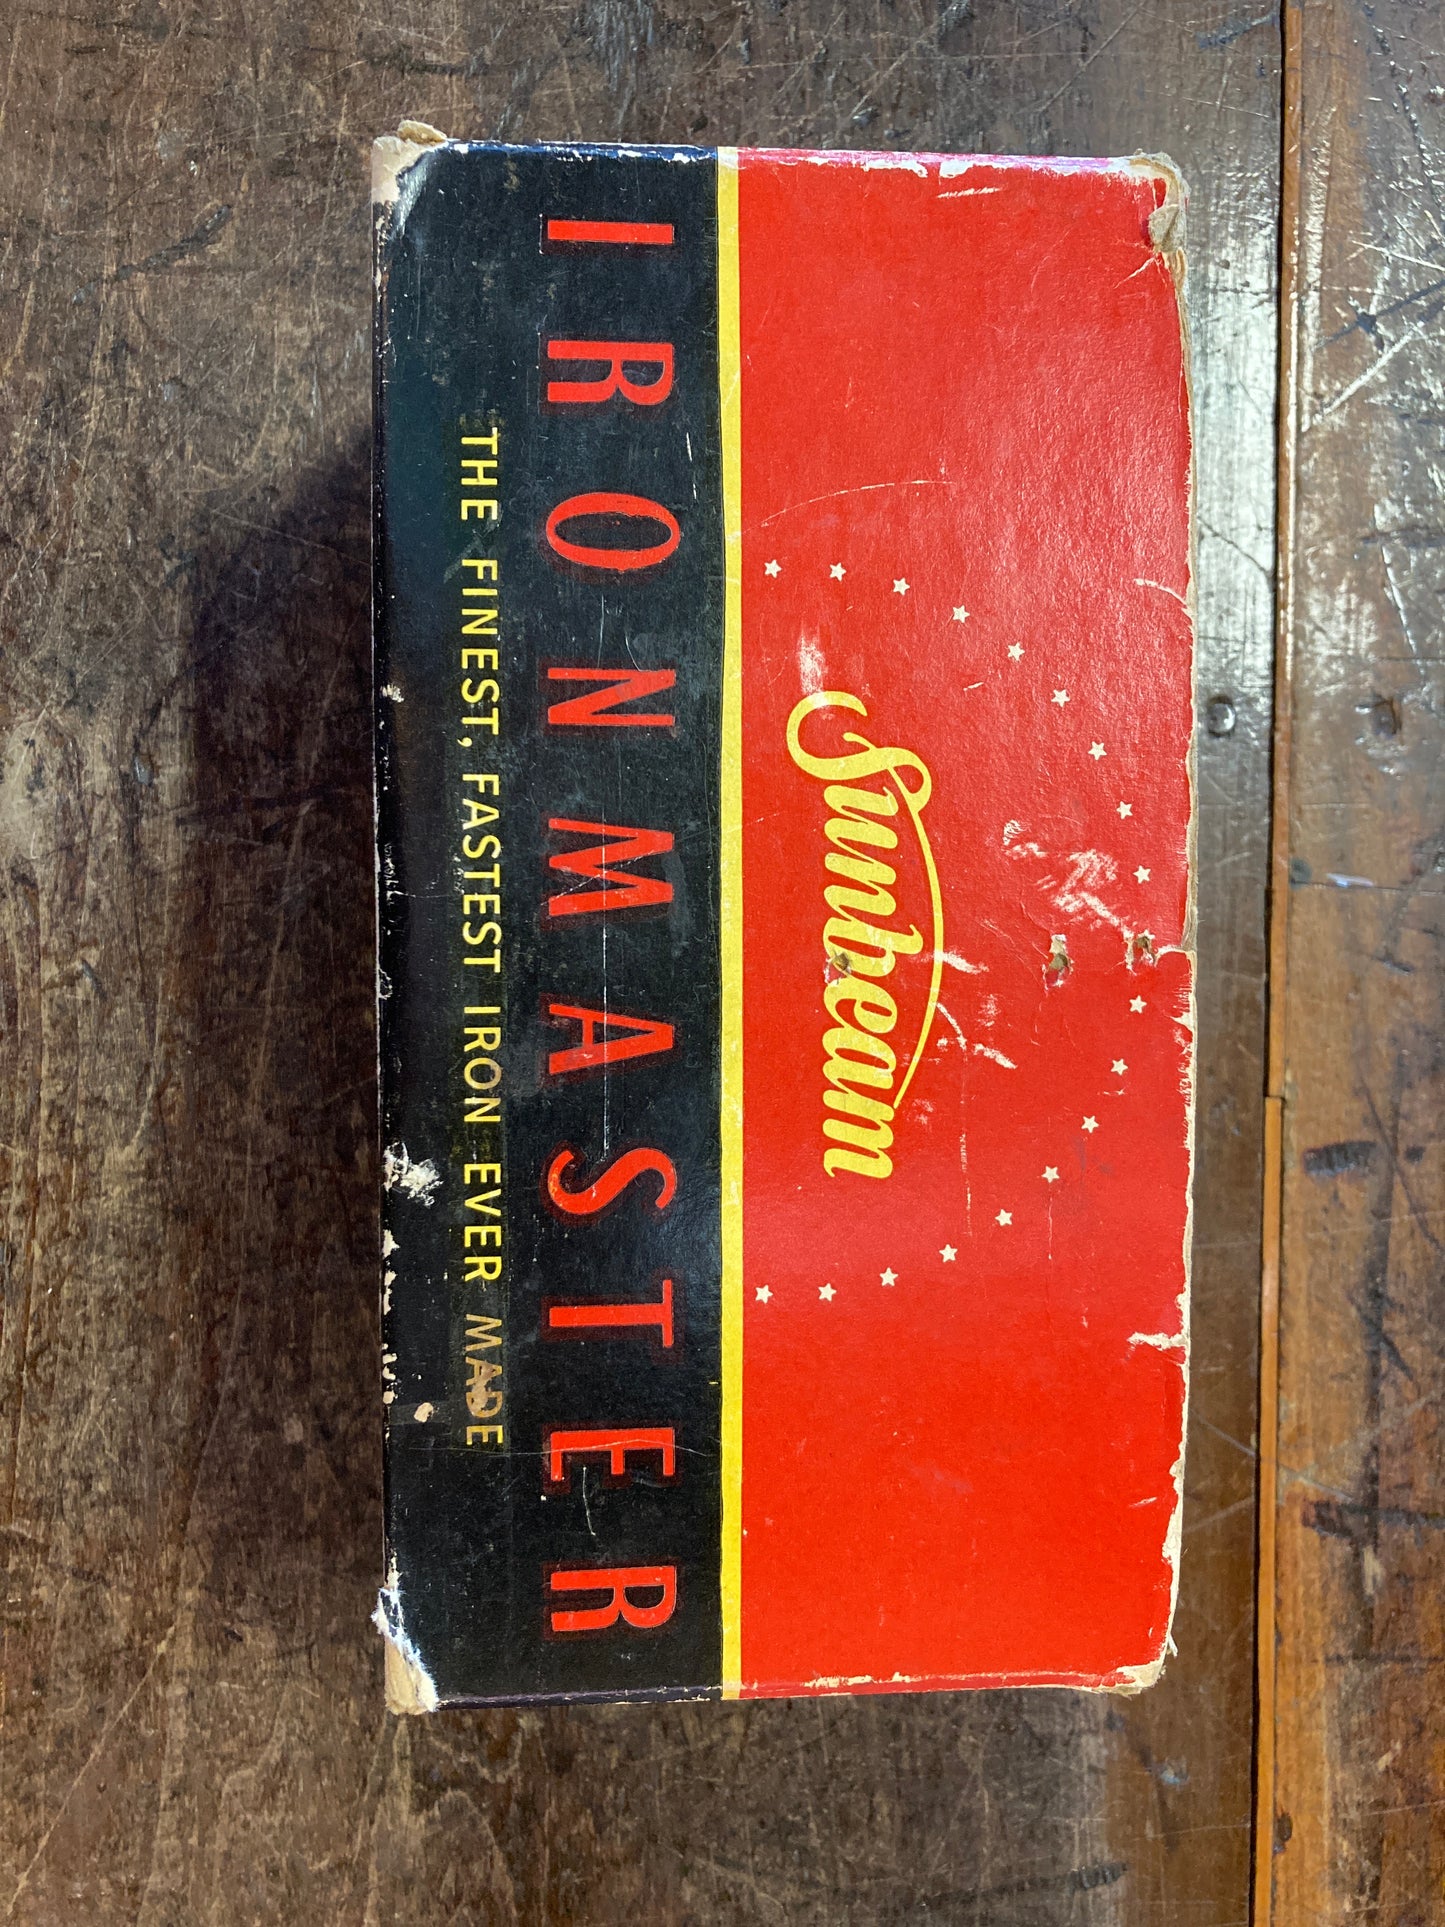 Sunbeam
IRONMASTER
THE FINEST, FASTEST IRON EVER MADE